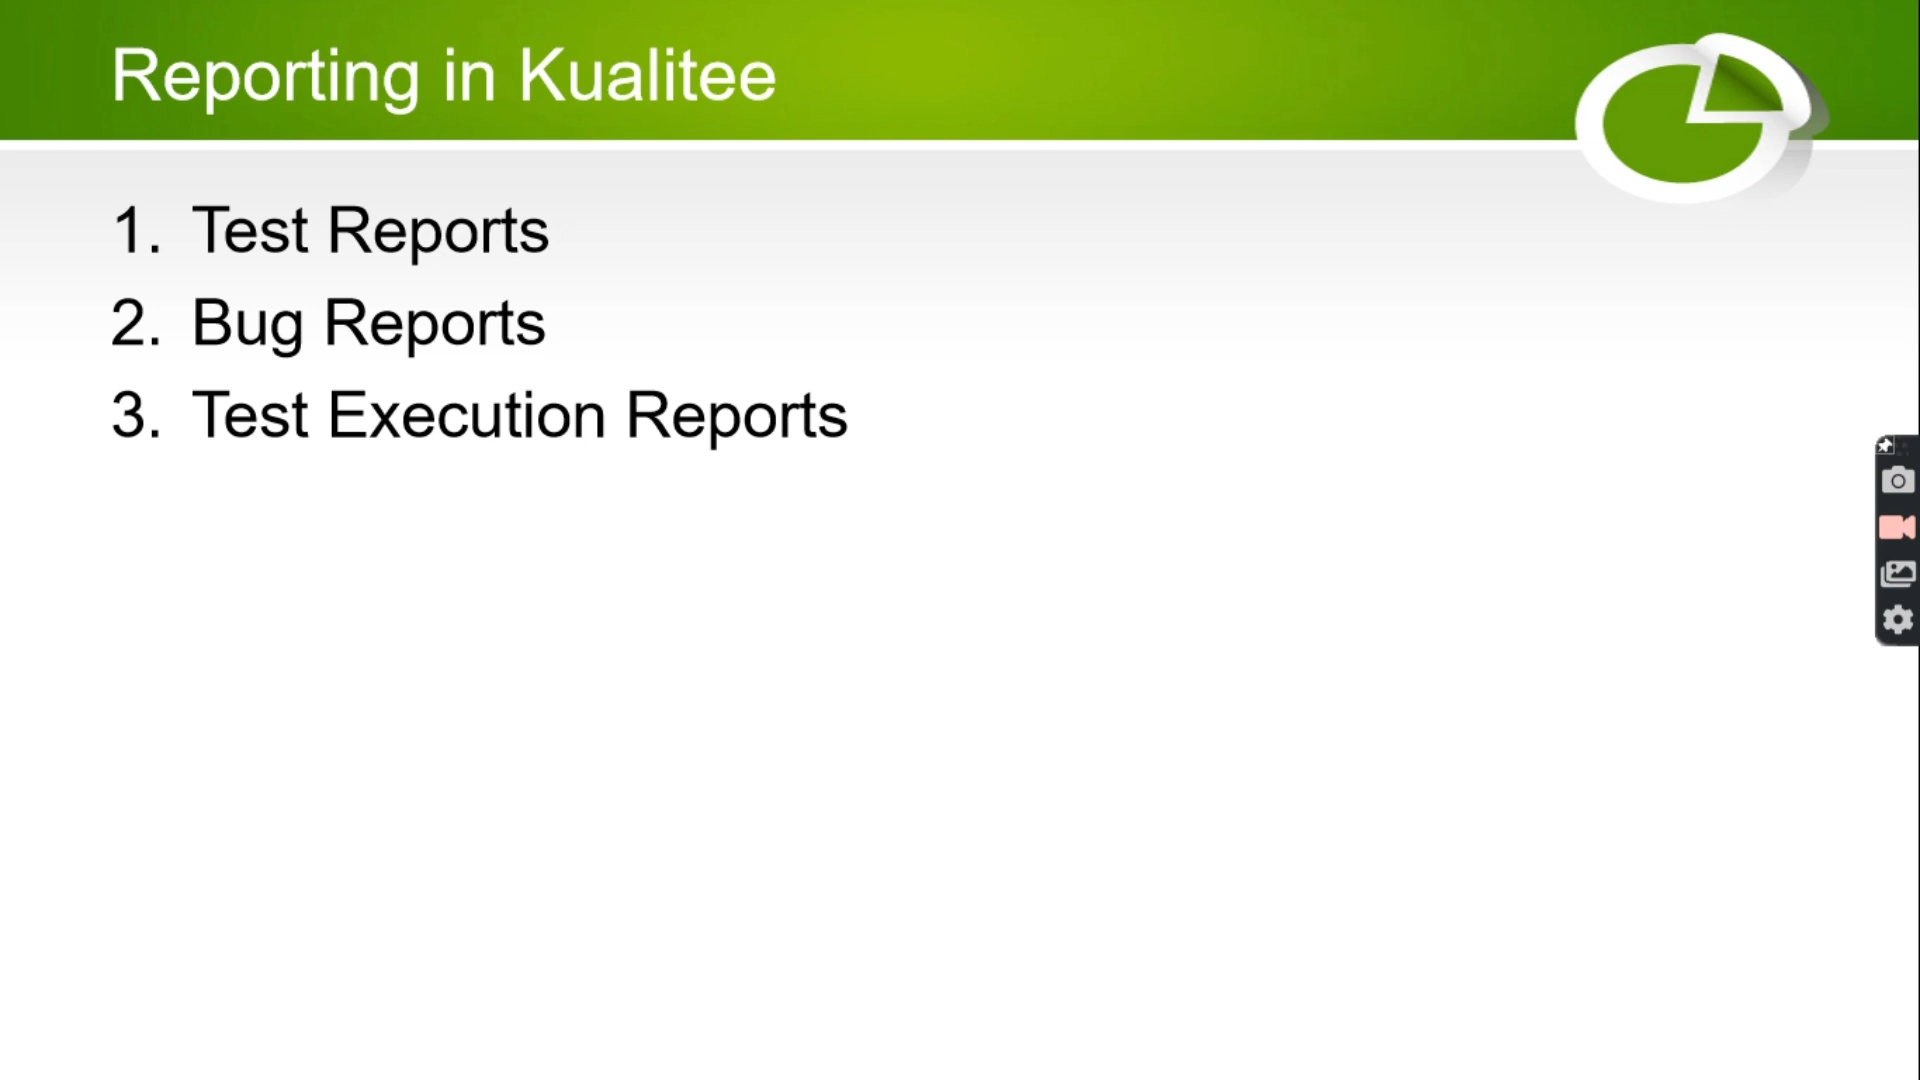 Reporting in Kualitee
1. Test Reports
2. Bug Reports
3. Test Execution Reports